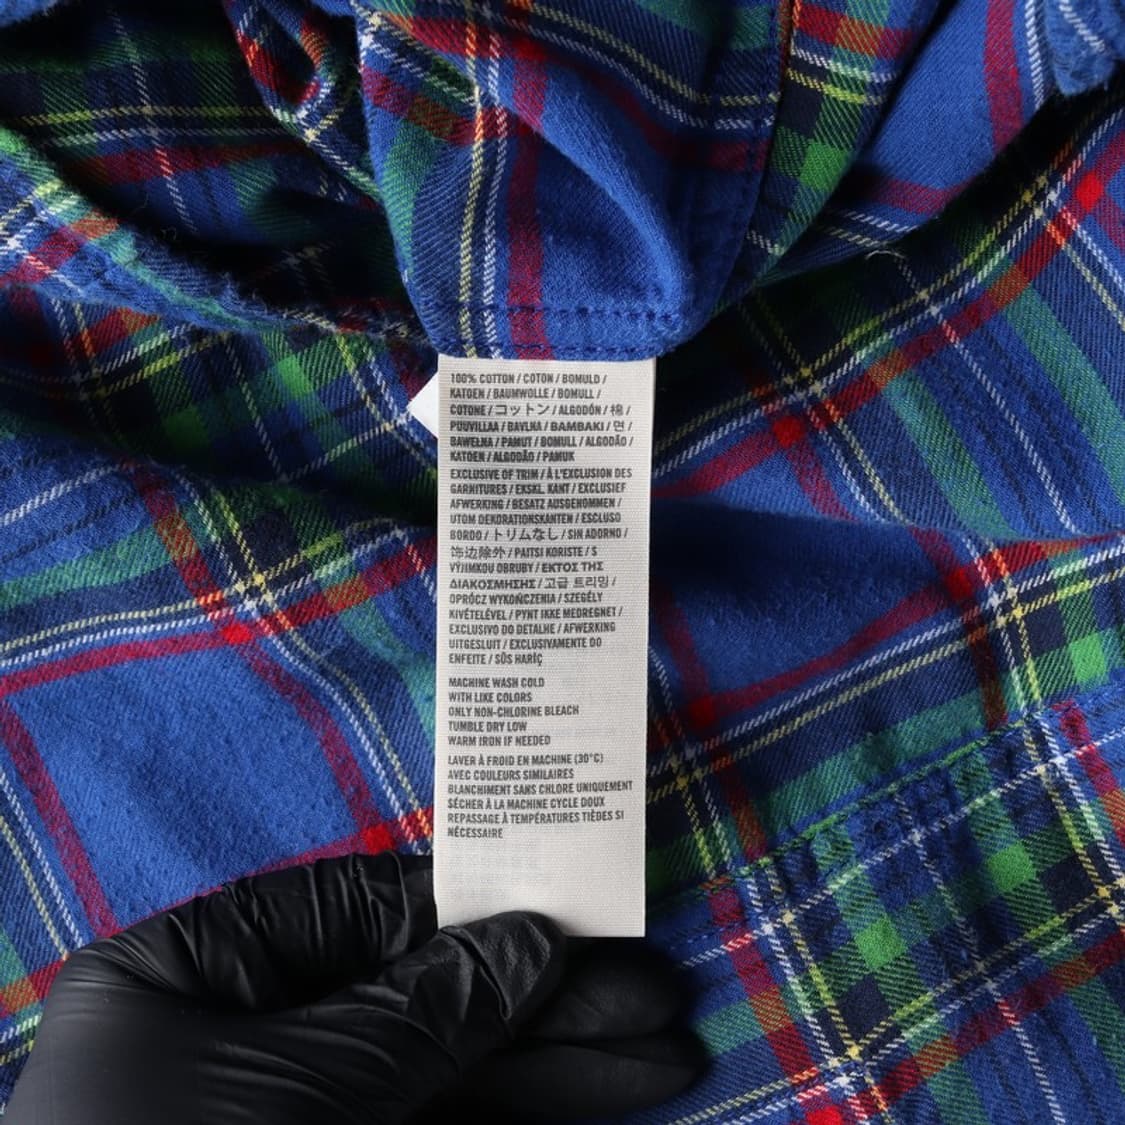 100% COTTON / COTON / BOMULD /
KATOEN / BAUMWOLLE / BOMULL /
COTONE / コットン / ALGODÓN / 棉 /
PUUVILLAA / BAVLNA / ΒΑΜΒΑΚΙ / 면 /
BAWEŁNA / PAMUT / BOMULL / ALGODÃO /
KATOEN / ALGODÃO / PAMUK
EXCLUSIVE OF TRIM / À L'EXCLUSION DES
GARNITURES / EKSKL. KANT / EXCLUSIEF
AFWERKING / BESATZ AUSGENOMMEN /
UTOM DEKORATIONSKANTEN / ESCLUSO
BORDO / トリムなし / SIN ADORNO /
饰边除外 / PAITSI KORISTE / S
VÝJIMKOU OBRUBY / ΕΚΤΟΣ ΤΗΣ
ΔΙΑΚΟΣΜΗΣΗΣ / 고급 트리밍 /
OPRÓCZ WYKOŃCZENIA / SZEGÉLY
KIVÉTELÉVEL / PYNT IKKE MEDREGNET /
EXCLUSIVO DO DETALHE / AFWERKING
UITGESLUIT / EXCLUSIVAMENTE DO
ENFEITE / SÜS HARİÇ
MACHINE WASH COLD
WITH LIKE COLORS
ONLY NON-CHLORINE BLEACH
TUMBLE DRY LOW
WARM IRON IF NEEDED
LAVER À FROID EN MACHINE (30°C)
AVEC COULEURS SIMILAIRES
BLANCHIMENT SANS CHLORE UNIQUEMENT
SÉCHER À LA MACHINE CYCLE DOUX
REPASSAGE À TEMPÉRATURES TIÈDES SI
NÉCESSAIRE